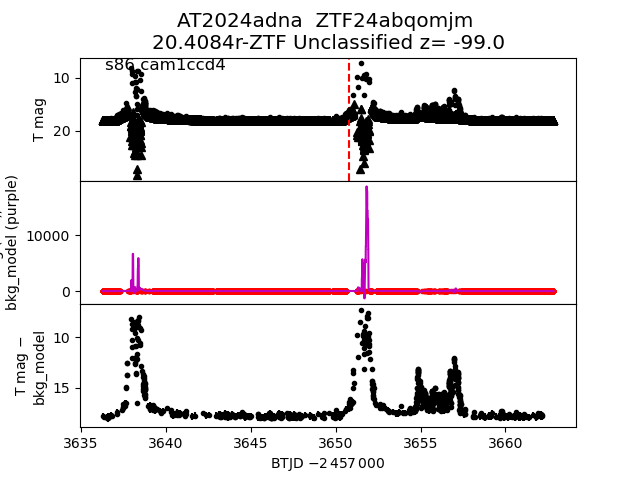 AT2024adna  ZTF24abqomjm
20.4084r-ZTF Unclassified z= -99.0
s86 cam1ccd4
10
20
T mag
10000
0
bkg_model (purple)
10
15
T mag −
bkg_model
3635
3640
3645
3650
3655
3660
BTJD −2 457 000